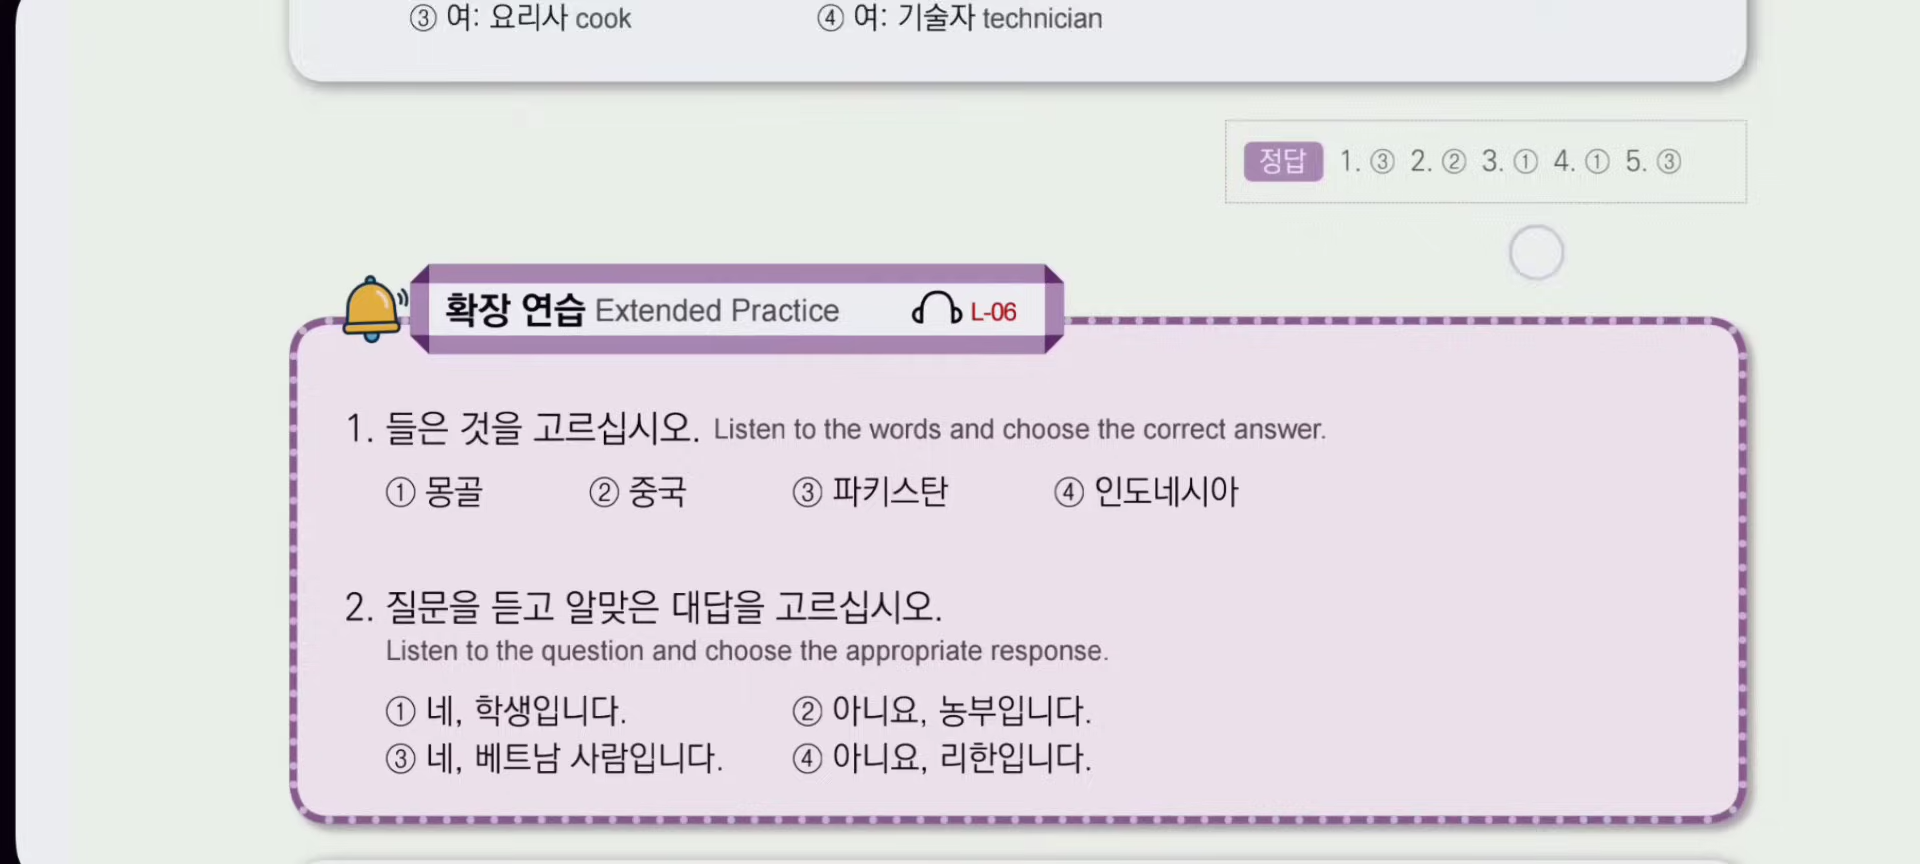 ③ 여: 요리사 cook ④ 여: 기술자 technician
정답 1. ③ 2. ② 3. ① 4. ① 5. ③
확장 연습 Extended Practice L-06
1. 들은 것을 고르십시오. Listen to the words and choose the correct answer.
① 몽골 ② 중국 ③ 파키스탄 ④ 인도네시아
2. 질문을 듣고 알맞은 대답을 고르십시오.
Listen to the question and choose the appropriate response.
① 네, 학생입니다. ② 아니요, 농부입니다.
③ 네, 베트남 사람입니다. ④ 아니요, 리한입니다.